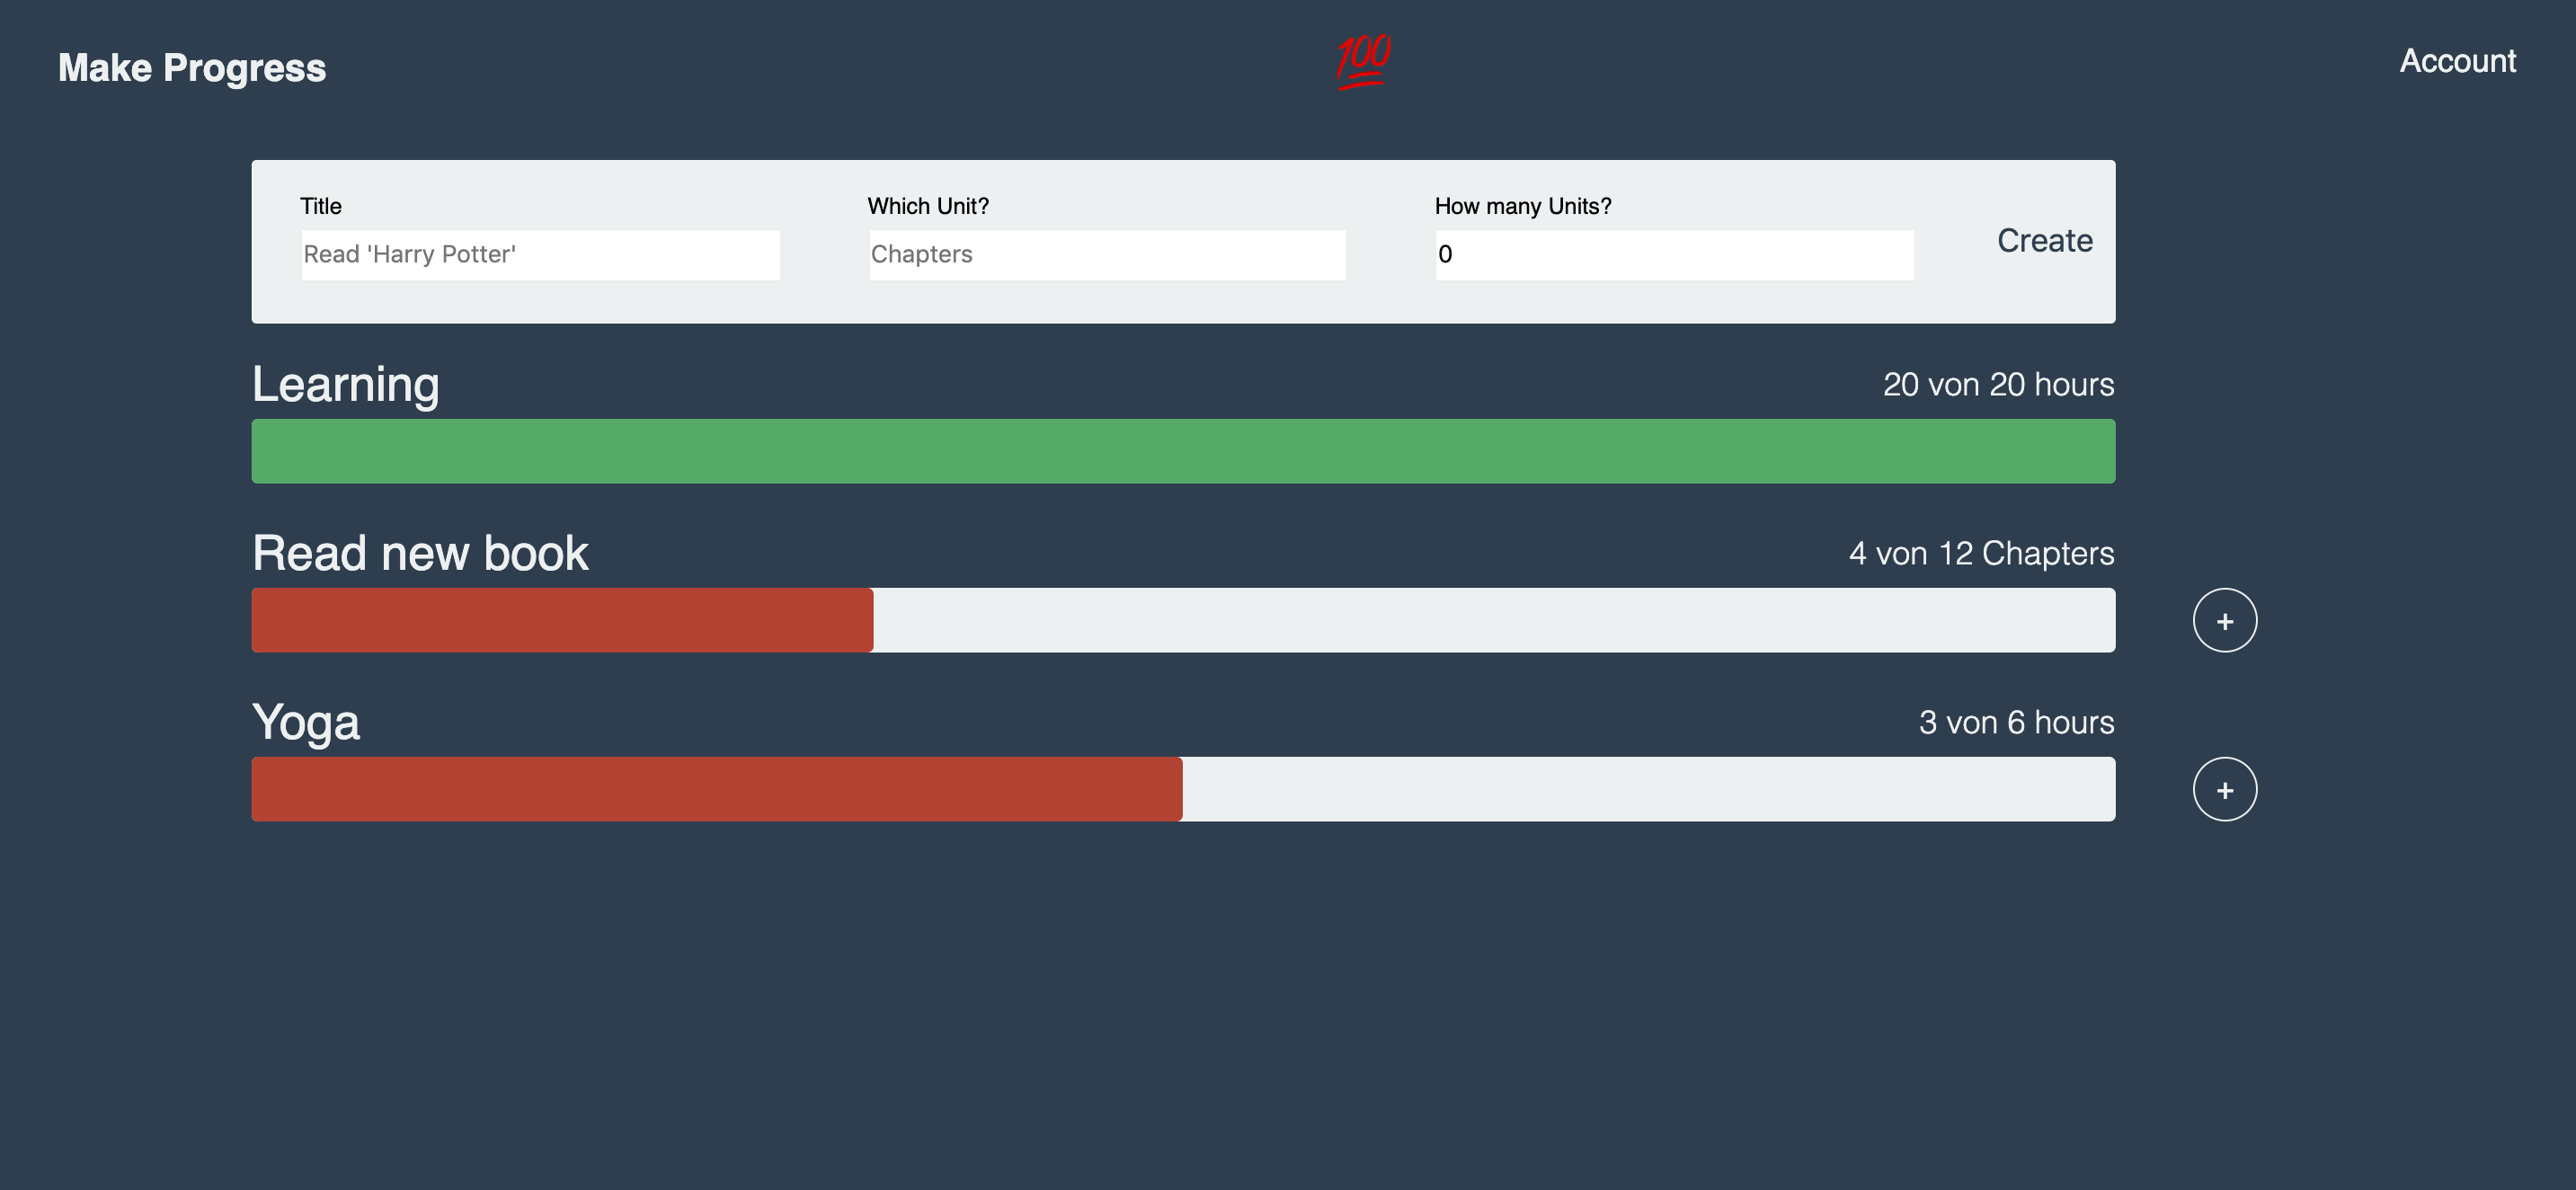 Make Progress
💯
Account
Title
Which Unit?
How many Units?
Read 'Harry Potter'
Chapters
0
Create
Learning
20 von 20 hours
Read new book
4 von 12 Chapters
+
Yoga
3 von 6 hours
+